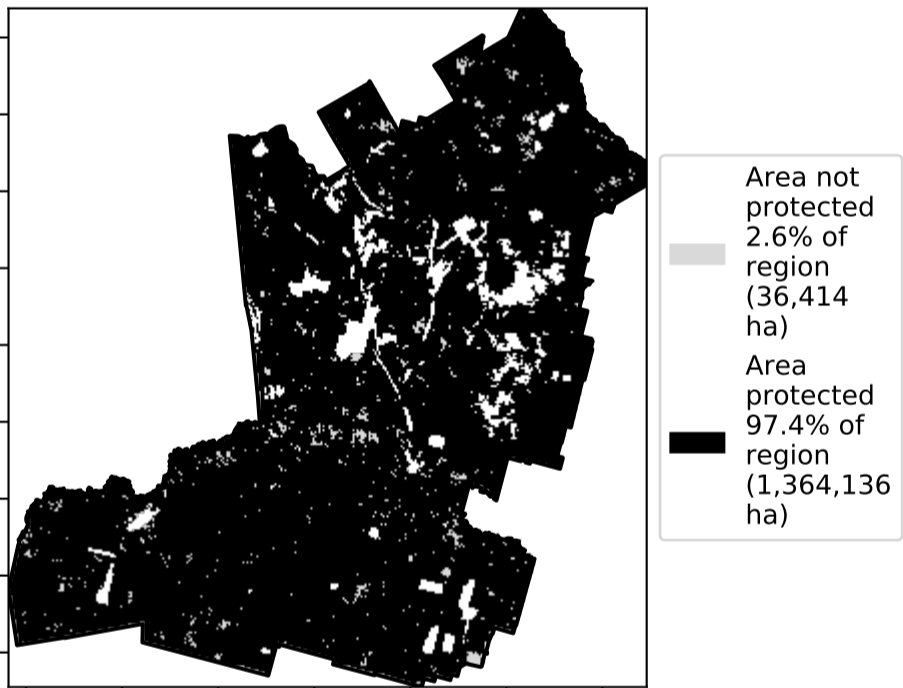 Area not
protected
2.6% of
region
(36,414
ha)
Area
protected
97.4% of
region
(1,364,136
ha)